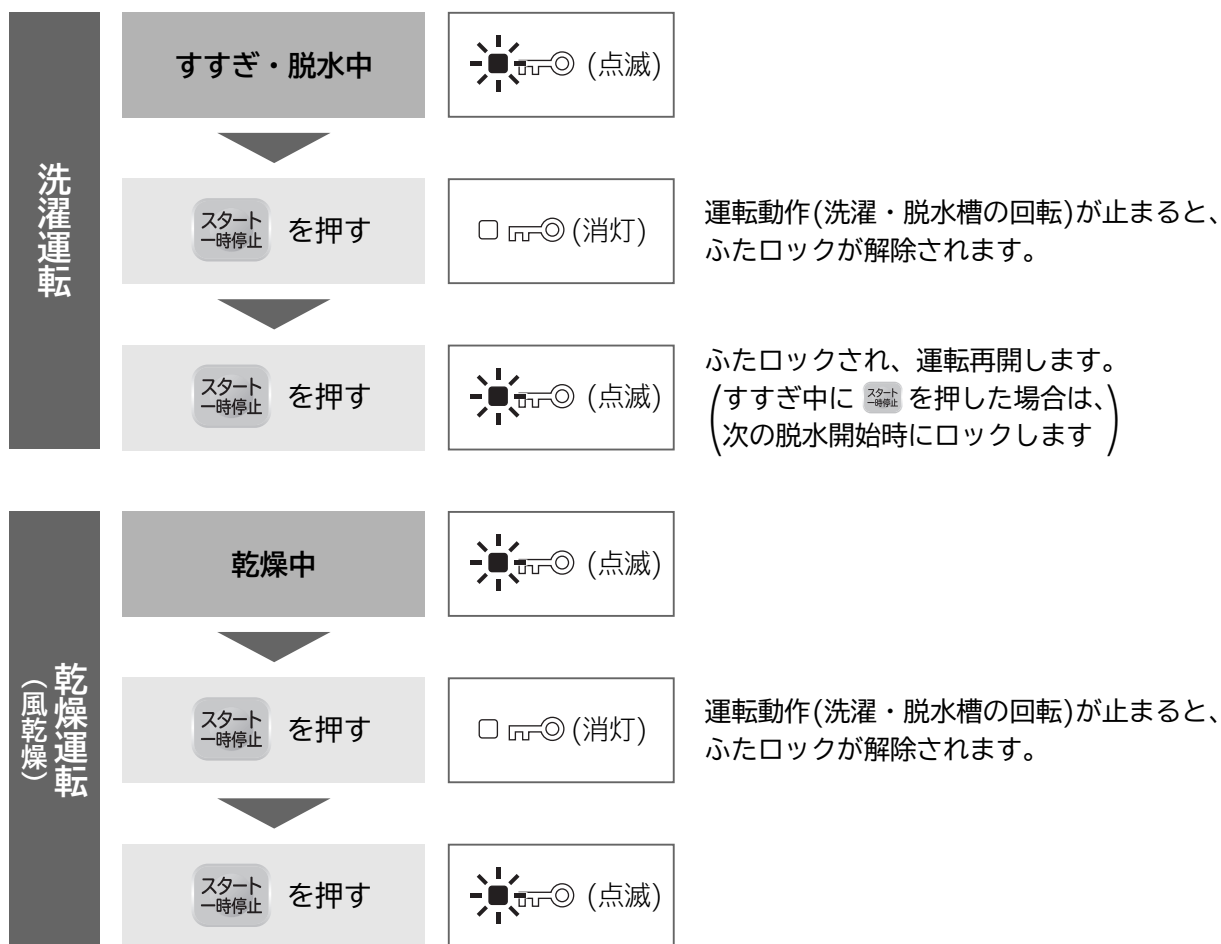 洗濯運転
すすぎ・脱水中
(点滅)
スタート
一時停止
を押す
(消灯)
運転動作(洗濯・脱水槽の回転)が止まると、
ふたロックが解除されます。
スタート
一時停止
を押す
(点滅)
ふたロックされ、運転再開します。
(すすぎ中に スタート 一時停止 を押した場合は、
次の脱水開始時にロックします)
乾燥運転
(風乾燥)
乾燥中
(点滅)
スタート
一時停止
を押す
(消灯)
運転動作(洗濯・脱水槽の回転)が止まると、
ふたロックが解除されます。
スタート
一時停止
を押す
(点滅)